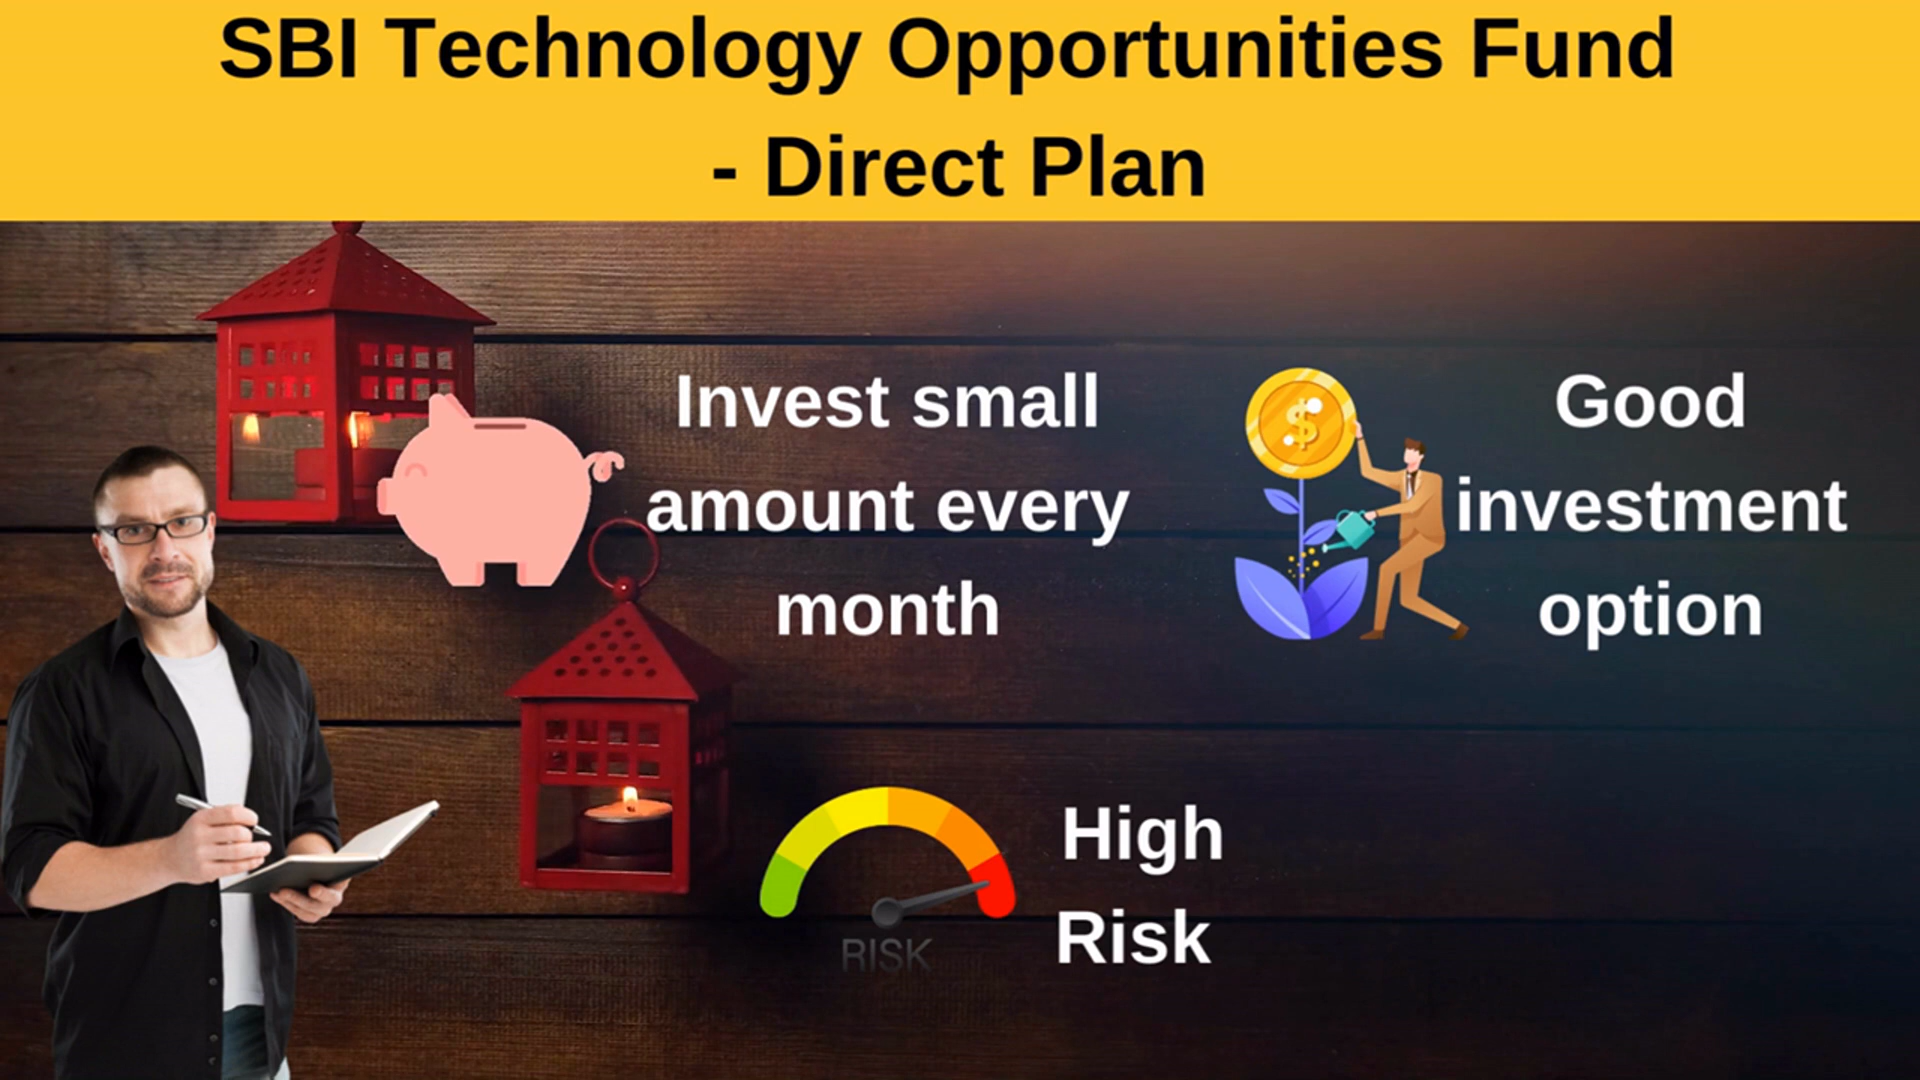 SBI Technology Opportunities Fund
- Direct Plan
Invest small
amount every
month
Good
investment
option
High
Risk
RISK